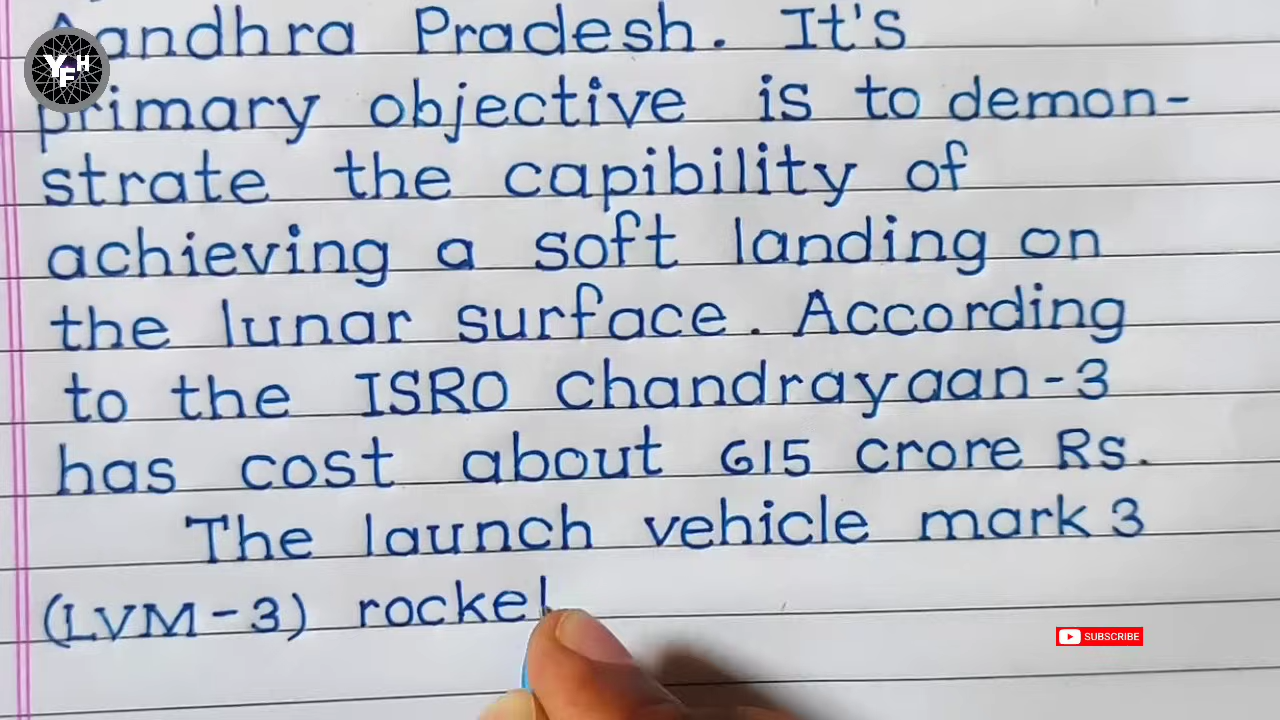 Aandhra Pradesh. It's
primary objective is to demon-
strate the capibility of
achieving a soft landing on
the lunar surface. According
to the ISRO Chandrayaan-3
has cost about 615 crore Rs.
The launch vehicle mark 3
(LVM-3) rocket
YFH
SUBSCRIBE